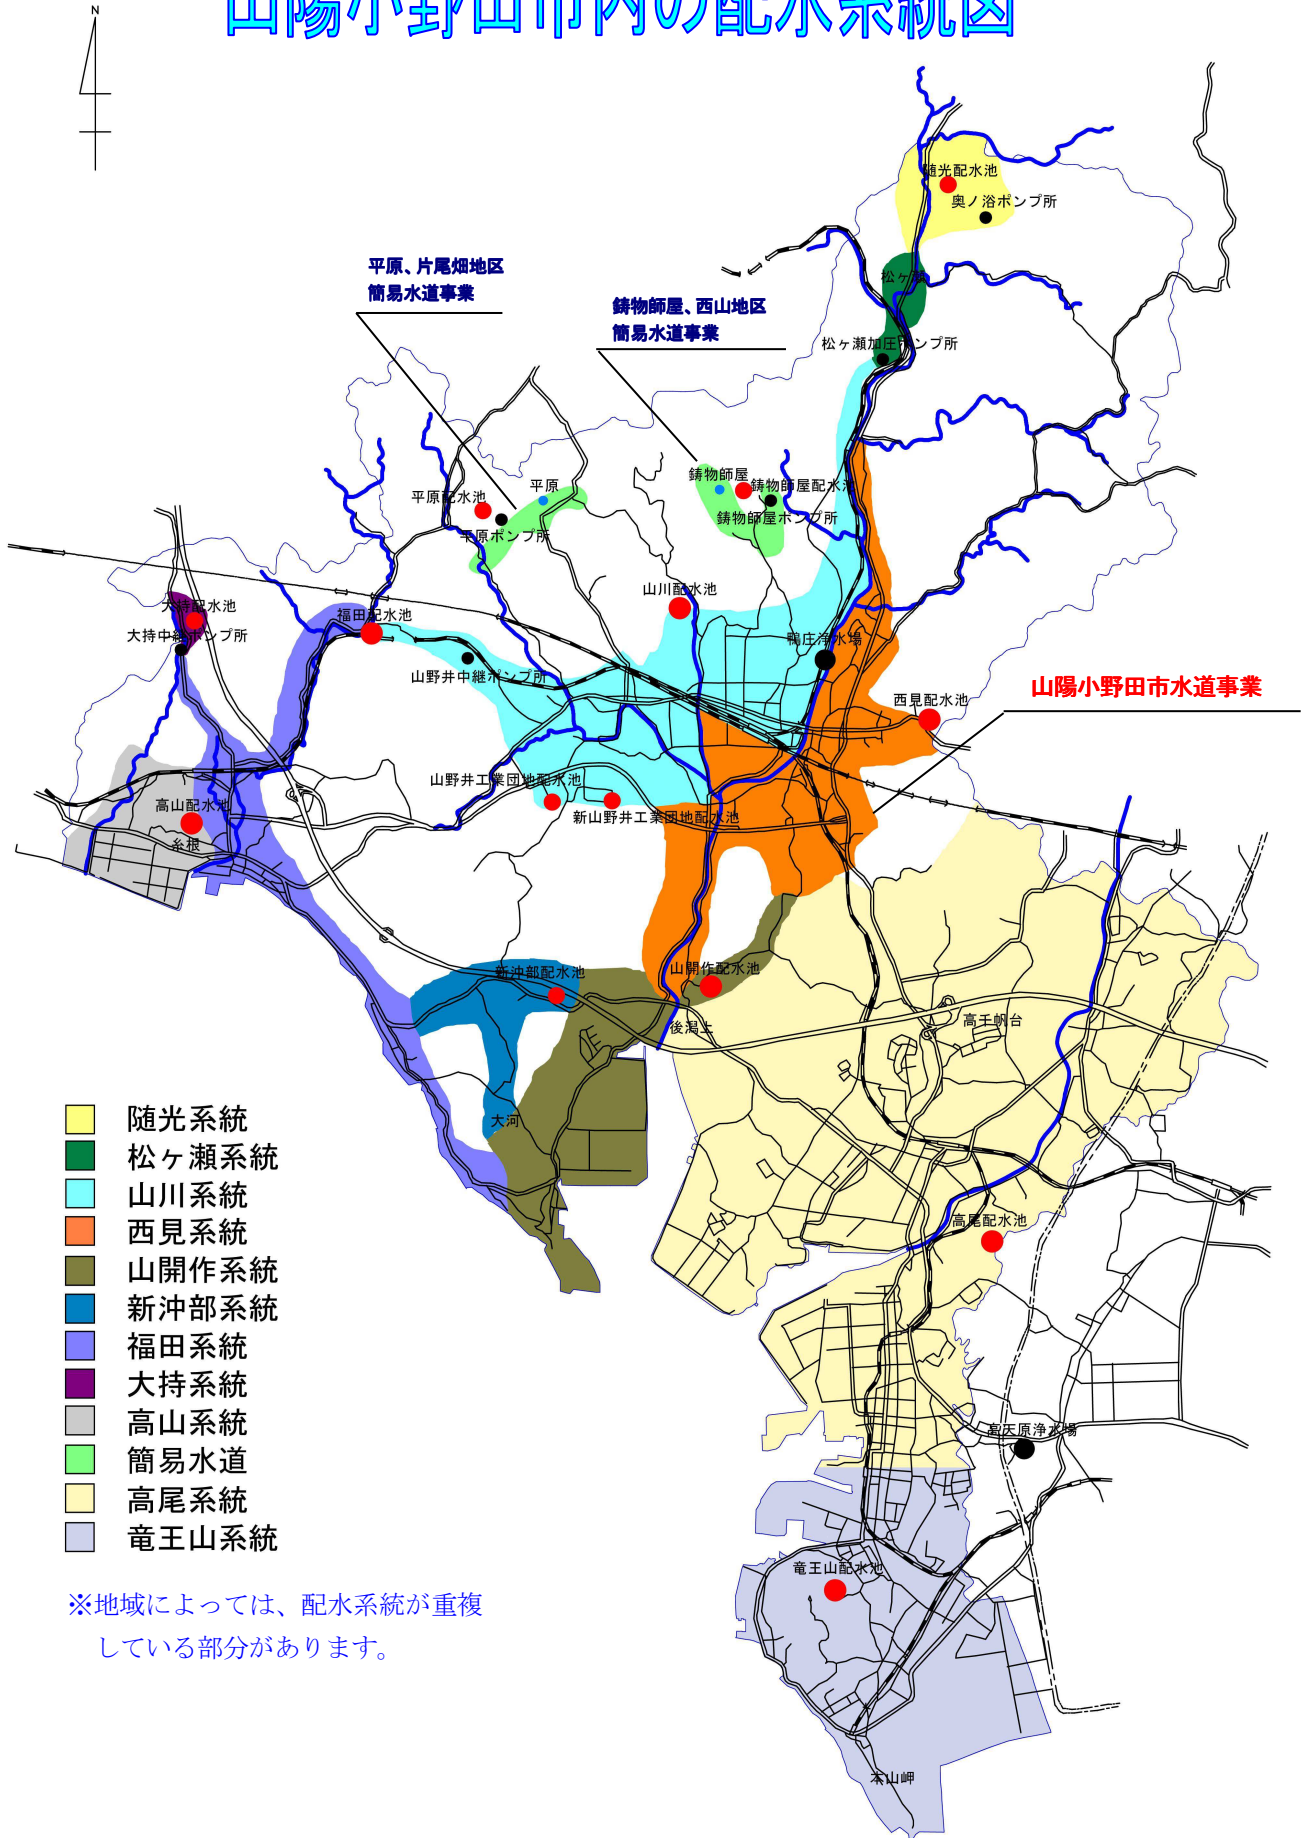 山陽小野田市内の配水系統図
N
随光配水池
奥ノ浴ポンプ所
平原、片尾畑地区
簡易水道事業
松ヶ瀬
鋳物師屋、西山地区
簡易水道事業
松ヶ瀬加圧ポンプ所
鋳物師屋
鋳物師屋配水池
平原
平原配水池
鋳物師屋ポンプ所
平原ポンプ所
山川配水池
大持配水池
福田配水池
大持中継ポンプ所
鴨庄浄水場
山野井中継ポンプ所
山陽小野田市水道事業
西見配水池
山野井工業団地配水池
高山配水池
新山野井工業団地配水池
糸根
新沖部配水池
山開作配水池
後潟上
高千帆台
大河
随光系統
松ヶ瀬系統
山川系統
西見系統
山開作系統
新沖部系統
福田系統
大持系統
高山系統
簡易水道
高尾系統
竜王山系統
高尾配水池
高天原浄水場
竜王山配水池
※地域によっては、配水系統が重複
している部分があります。
本山岬